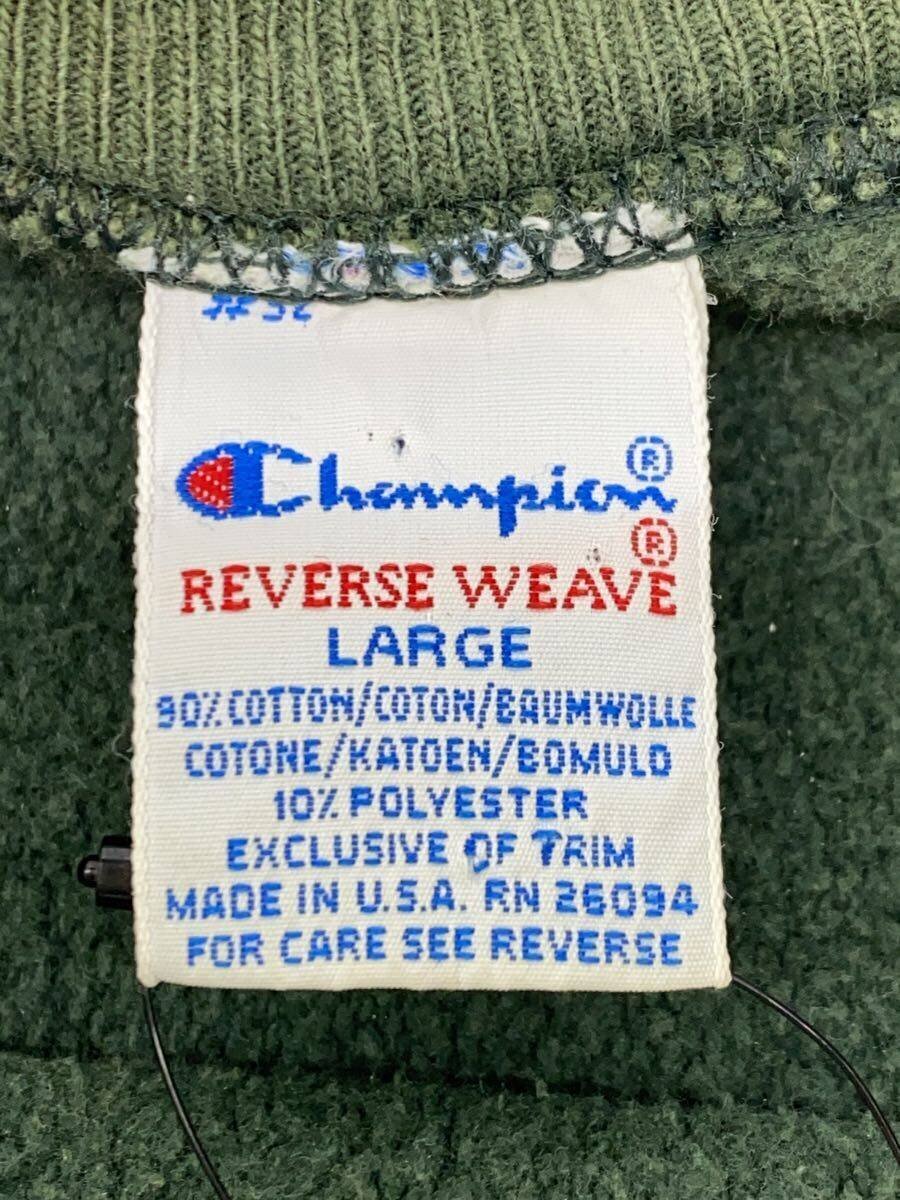 #32
Champion®
REVERSE WEAVE®
LARGE
90% COTTON/COTON/BAUMWOLLE
COTONE/KATOEN/BOMULD
10% POLYESTER
EXCLUSIVE OF TRIM
MADE IN U.S.A. RN 26094
FOR CARE SEE REVERSE